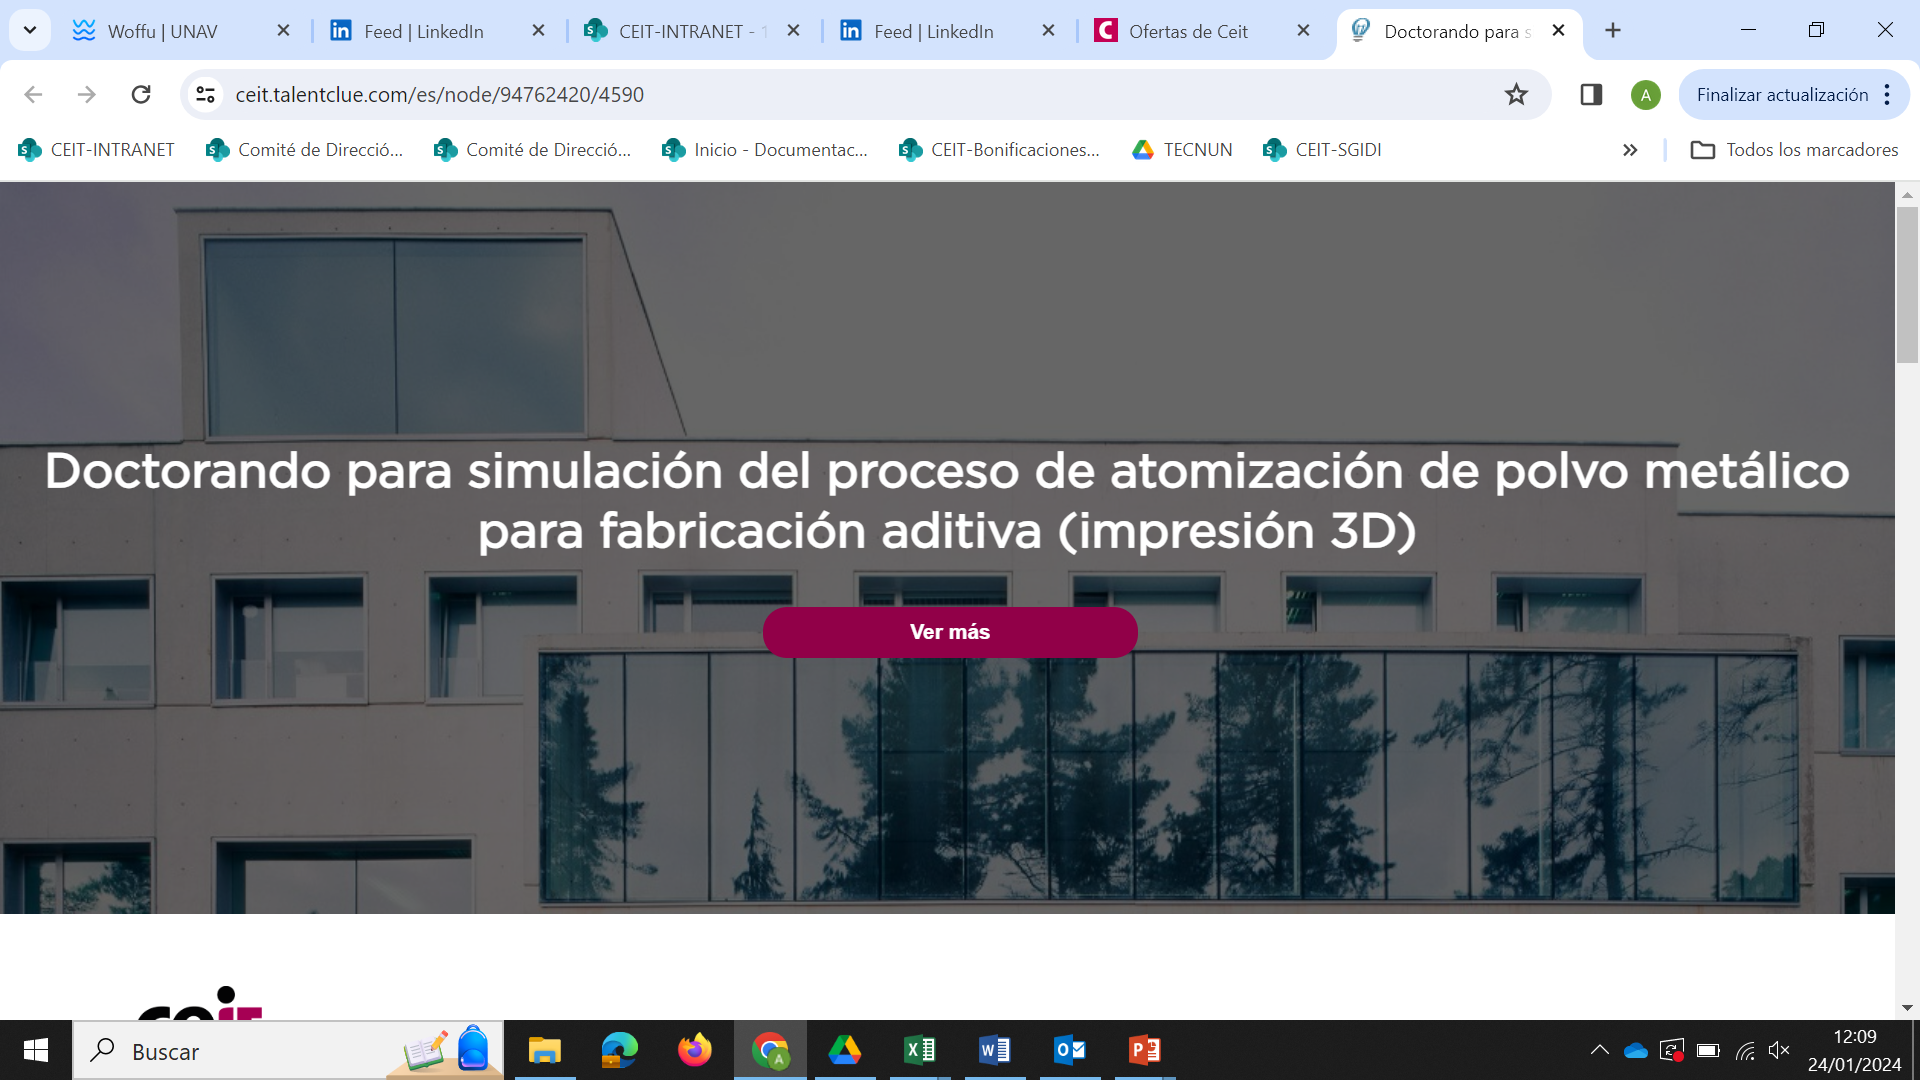 Woffu | UNAV
Feed | LinkedIn
CEIT-INTRANET - 1
Feed | LinkedIn
Ofertas de Ceit
Doctorando para s
ceit.talentclue.com/es/node/94762420/4590
A
Finalizar actualización
CEIT-INTRANET
Comité de Direcció...
Comité de Direcció...
Inicio - Documentac...
CEIT-Bonificaciones...
TECNUN
CEIT-SGIDI
Todos los marcadores
Doctorando para simulación del proceso de atomización de polvo metálico
para fabricación aditiva (impresión 3D)
Ver más
ceit
Buscar
12:09
24/01/2024